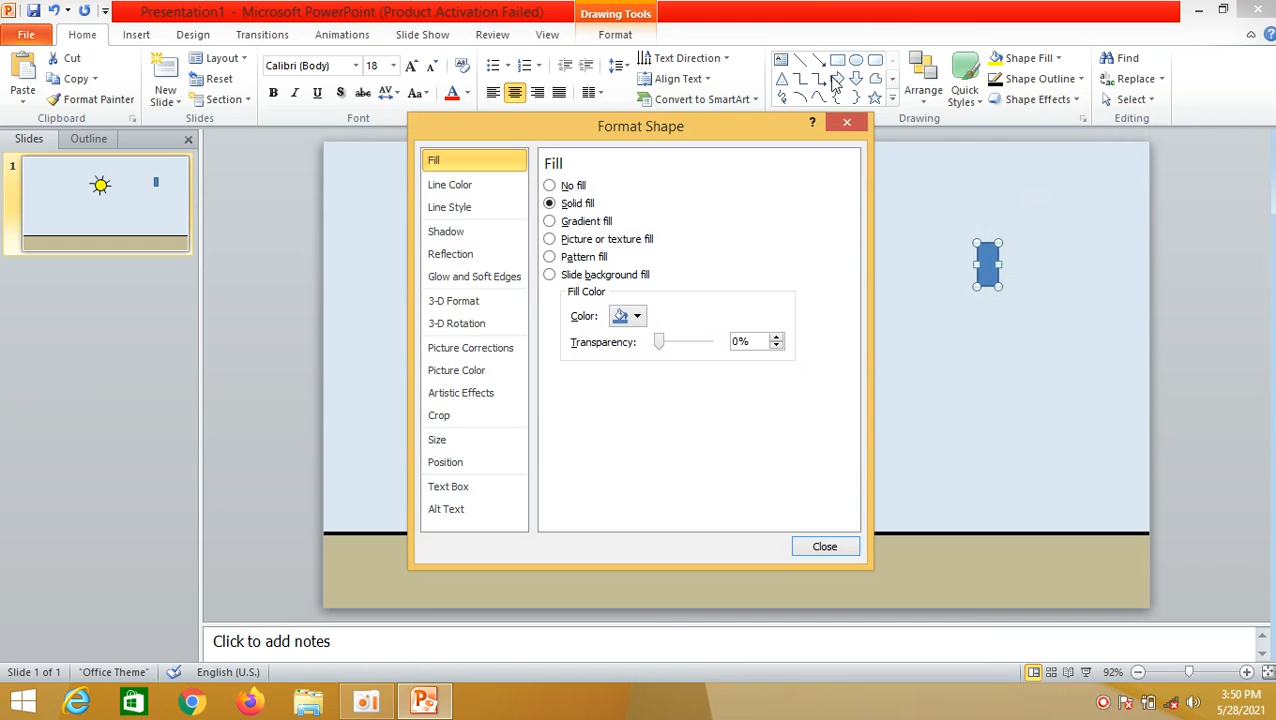 Presentation1 - Microsoft PowerPoint (Product Activation Failed)
Drawing Tools
File Home Insert Design Transitions Animations Slide Show Review View Format
Paste
Cut
Copy
Format Painter
Clipboard
New Slide
Layout
Reset
Section
Slides
Calibri (Body) 18
B I U S abc AV Aa A
Font
Text Direction
Align Text
Convert to SmartArt
Arrange
Quick Styles
Shape Fill
Shape Outline
Shape Effects
Drawing
Find
Replace
Select
Editing
Slides Outline
1
Format Shape
Fill
Line Color
Line Style
Shadow
Reflection
Glow and Soft Edges
3-D Format
3-D Rotation
Picture Corrections
Picture Color
Artistic Effects
Crop
Size
Position
Text Box
Alt Text
Fill
No fill
Solid fill
Gradient fill
Picture or texture fill
Pattern fill
Slide background fill
Fill Color
Color:
Transparency: 0%
Close
Click to add notes
Slide 1 of 1 "Office Theme" English (U.S.) 92%
3:50 PM
5/28/2021